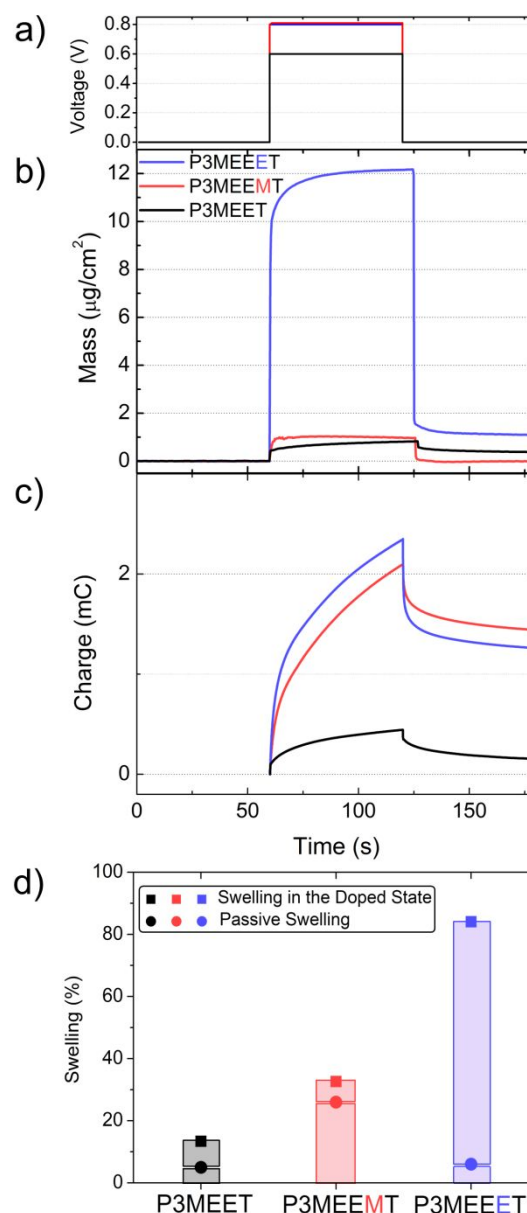 a)
Voltage (V)
0.8
0.6
0.4
0.2
0.0
b)
P3MEEET
P3MEEMT
P3MEET
Mass (μg/cm²)
12
10
8
6
4
2
0
c)
Charge (mC)
2
0
0
50
100
150
Time (s)
d)
Swelling (%)
100
80
60
40
20
0
Swelling in the Doped State
Passive Swelling
P3MEET
P3MEEMT
P3MEEET